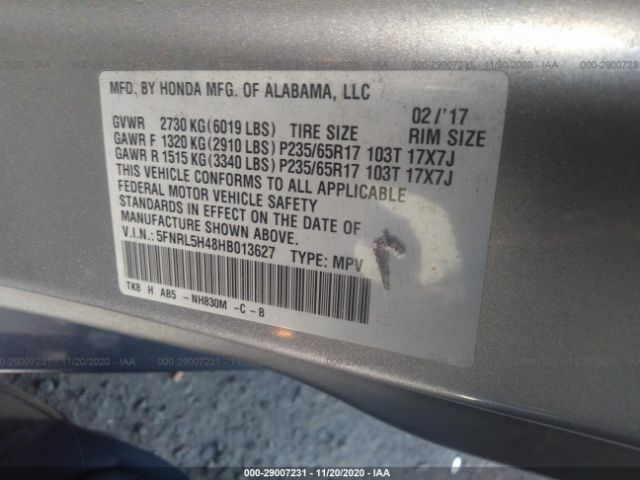 000-29007231 - 11/20/2020 - IAA
MFD. BY HONDA MFG. OF ALABAMA, LLC
02/'17
GVWR 2730 KG(6019 LBS) TIRE SIZE RIM SIZE
GAWR F 1320 KG(2910 LBS) P235/65R17 103T 17X7J
GAWR R 1515 KG(3340 LBS) P235/65R17 103T 17X7J
THIS VEHICLE CONFORMS TO ALL APPLICABLE
FEDERAL MOTOR VEHICLE SAFETY
STANDARDS IN EFFECT ON THE DATE OF
MANUFACTURE SHOWN ABOVE.
V.I.N.: 5FNRL5H48HB013627 TYPE: MPV
TK8 H AB5 - NH830M - C - B
000-29007231 - 11/20/2020 - IAA
000-29007231 - 11/20/2020 - IAA